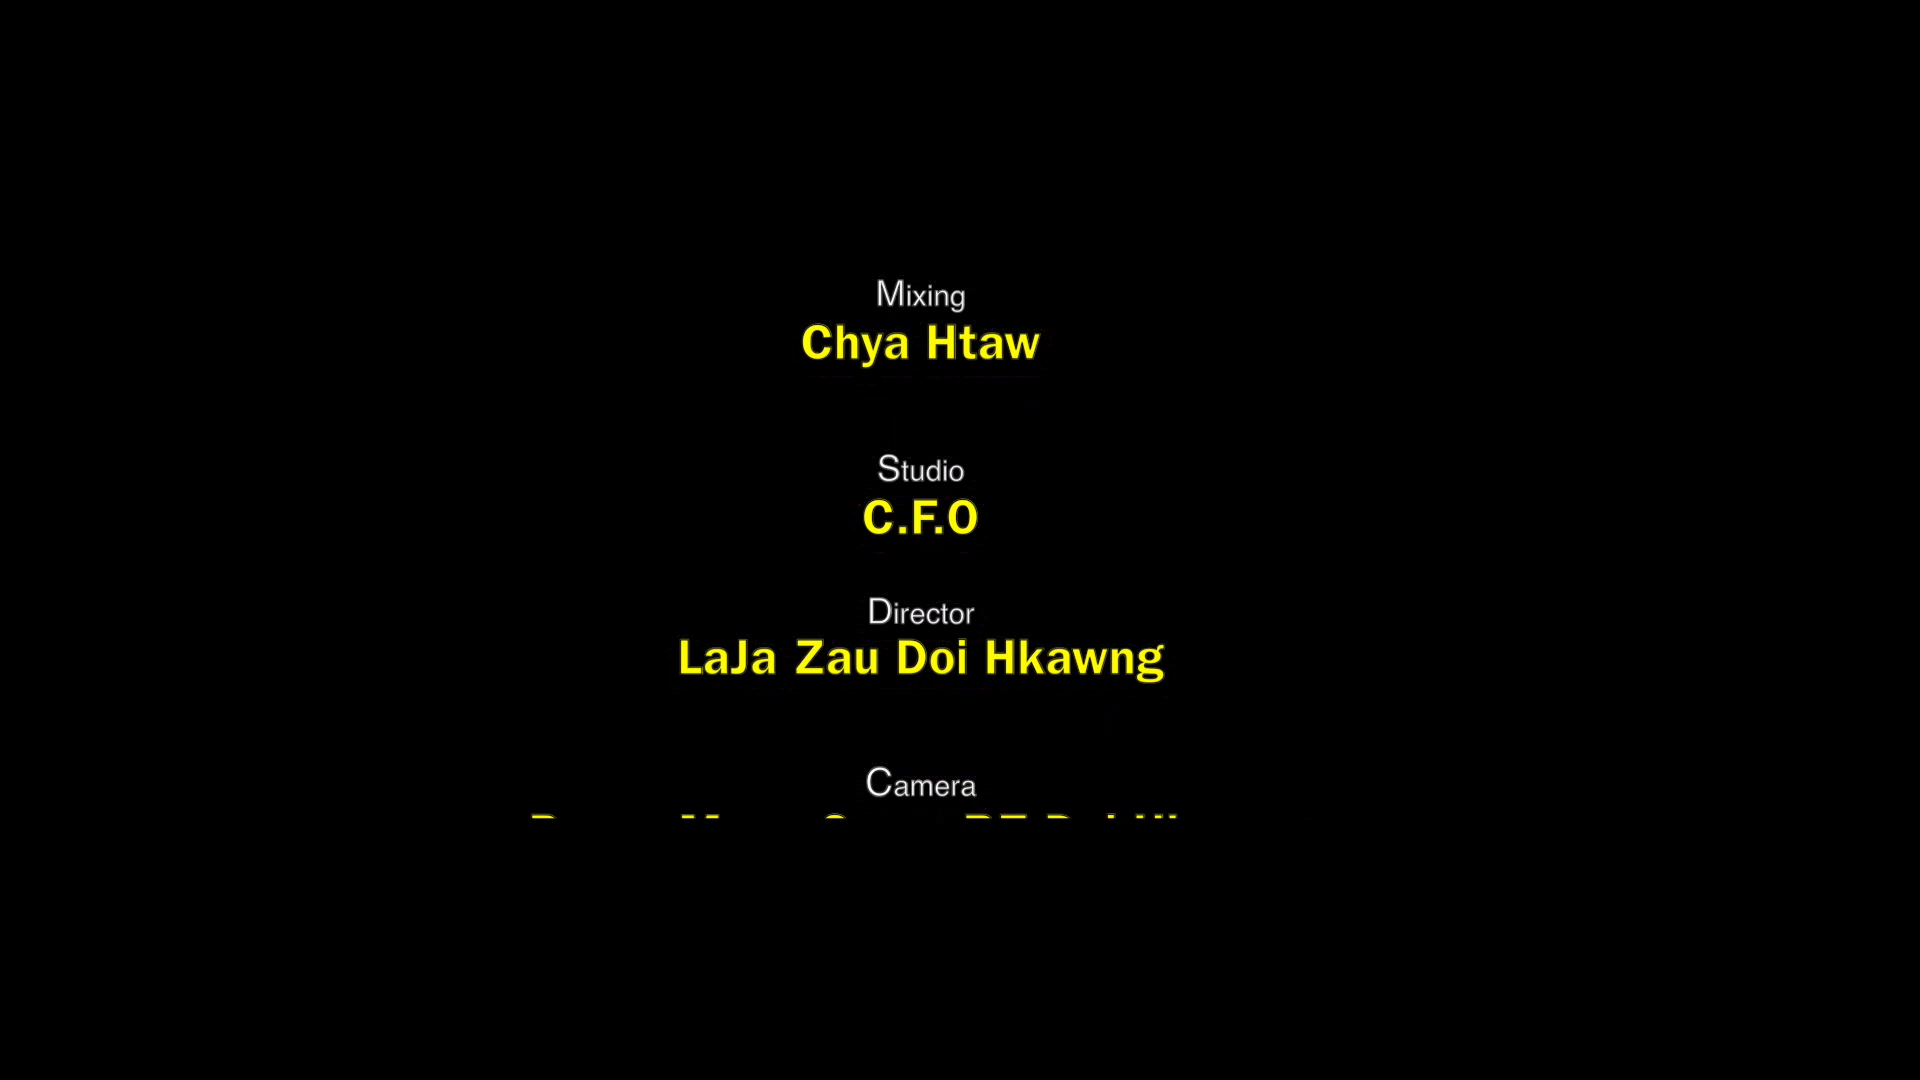 Mixing
Chya Htaw
Studio
C.F.O
Director
LaJa Zau Doi Hkawng
Camera